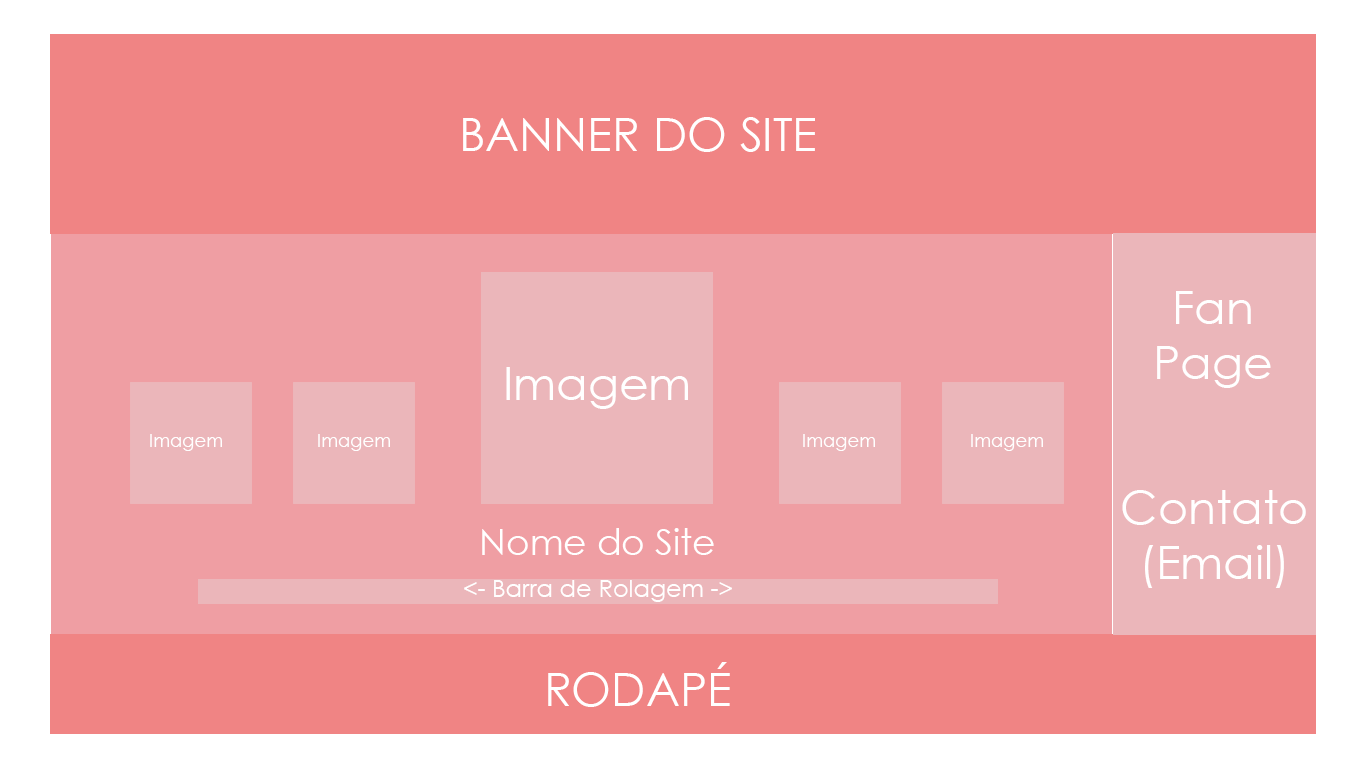 BANNER DO SITE
Imagem
Imagem
Imagem
Imagem
Imagem
Nome do Site
<- Barra de Rolagem ->
Fan
Page
Contato
(Email)
RODAPÉ